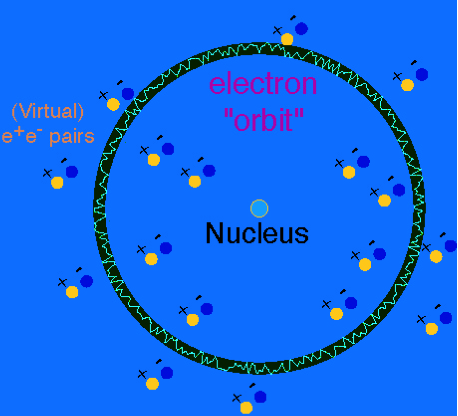 electron
"orbit"
(Virtual)
e⁺e⁻ pairs
Nucleus